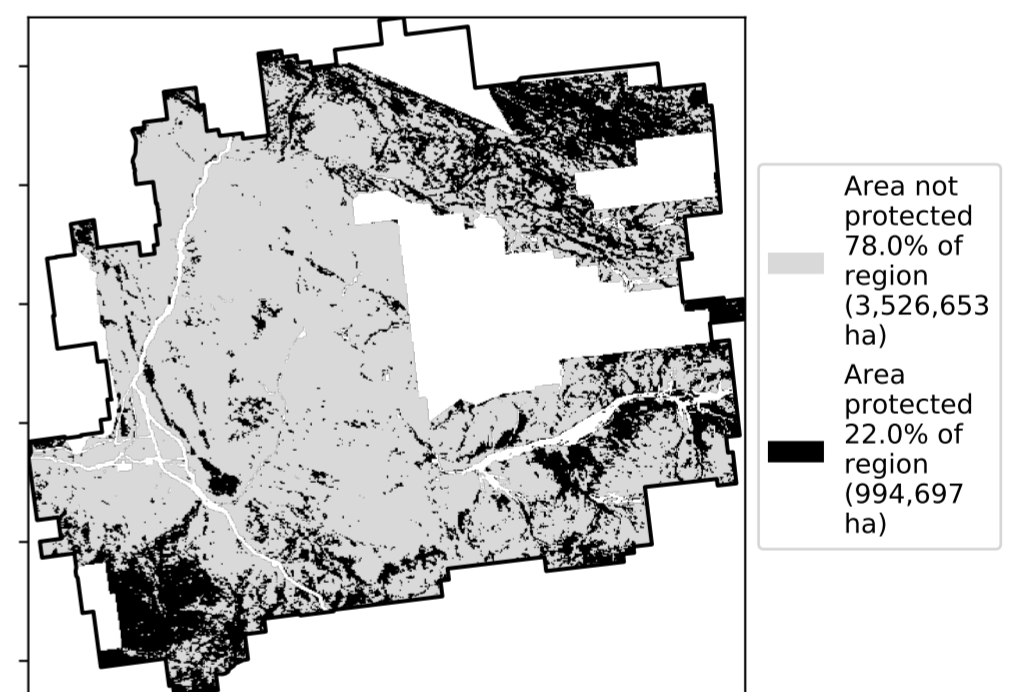 Area not
protected
78.0% of
region
(3,526,653
ha)
Area
protected
22.0% of
region
(994,697
ha)